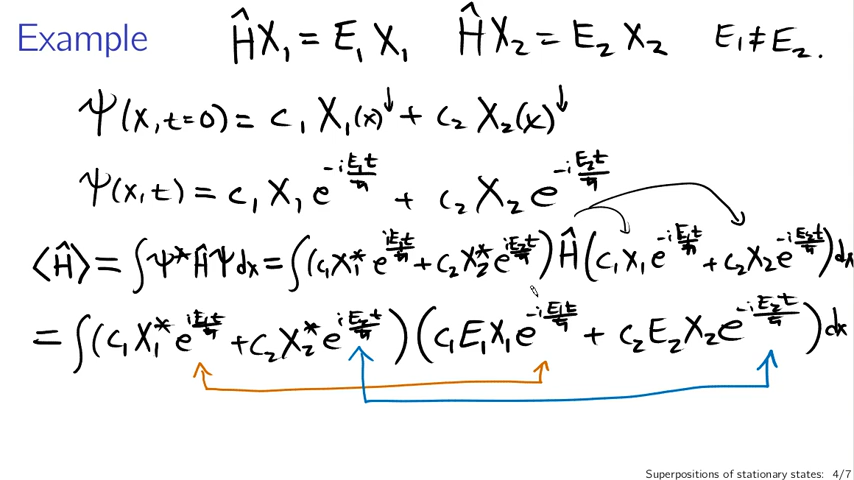 Example ĤX₁ = E₁X₁ ĤX₂ = E₂X₂ E₁ ≠ E₂.
Ψ(x,t=0) = c₁X₁(x) + c₂X₂(x)
Ψ(x,t) = c₁X₁e^{-iE₁t/ħ} + c₂X₂e^{-iE₂t/ħ}
⟨Ĥ⟩ = ∫Ψ*ĤΨdx = ∫(c₁X₁*e^{iE₁t/ħ} + c₂X₂*e^{iE₂t/ħ})Ĥ(c₁X₁e^{-iE₁t/ħ} + c₂X₂e^{-iE₂t/ħ})dx
= ∫(c₁X₁*e^{iE₁t/ħ} + c₂X₂*e^{iE₂t/ħ})(c₁E₁X₁e^{-iE₁t/ħ} + c₂E₂X₂e^{-iE₂t/ħ})dx
Superpositions of stationary states: 4/7